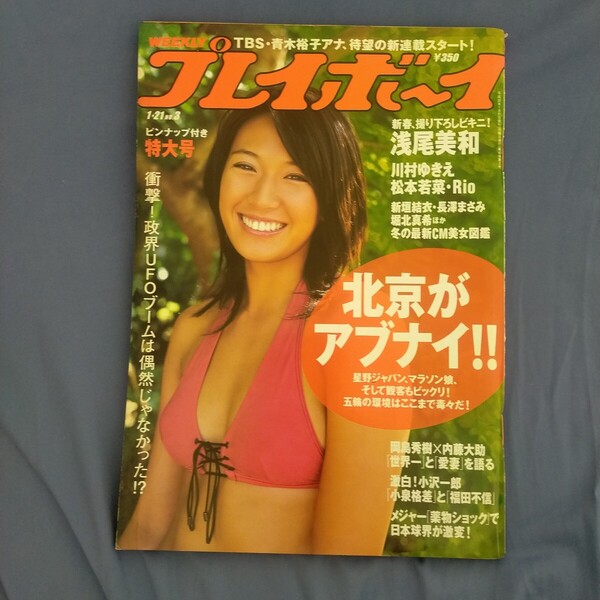 WEEKLY
TBS・青木裕子アナ、待望の新連載スタート!
プレイボーイ
¥350
1・21 no.3
ピンナップ付き
特大号
新春、撮り下ろしビキニ!
浅尾美和
川村ゆきえ
松本若菜・Rio
新垣結衣・長澤まさみ
堀北真希ほか
冬の最新CM美女図鑑
衝撃!政界UFOブームは偶然じゃなかった!?
北京が
アブナイ!!
星野ジャパン、マラソン娘、
そして観客もビックリ!
五輪の環境はここまで毒々だ!
岡島秀樹×内藤大助
「世界一」と「愛妻」を語る
激白!小沢一郎
「小泉格差」と「福田不信」
メジャー「薬物ショック」で
日本球界が激変!